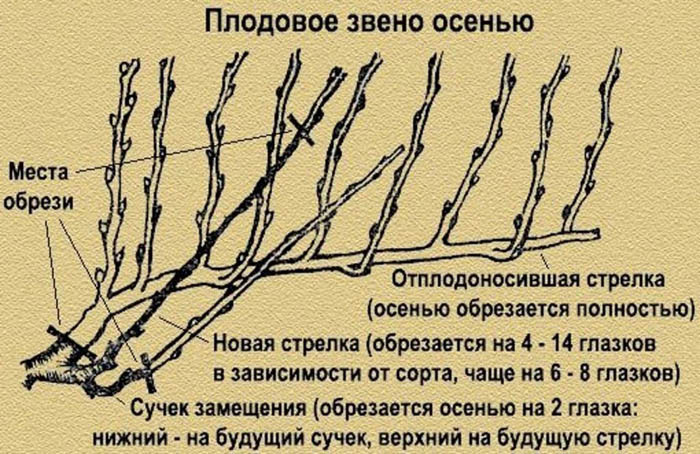 Плодовое звено осенью
Места
обрези
Отплодоносившая стрелка
(осенью обрезается полностью)
Новая стрелка (обрезается на 4 - 14 глазков
в зависимости от сорта, чаще на 6 - 8 глазков)
Сучек замещения (обрезается осенью на 2 глазка:
нижний - на будущий сучек, верхний на будущую стрелку)